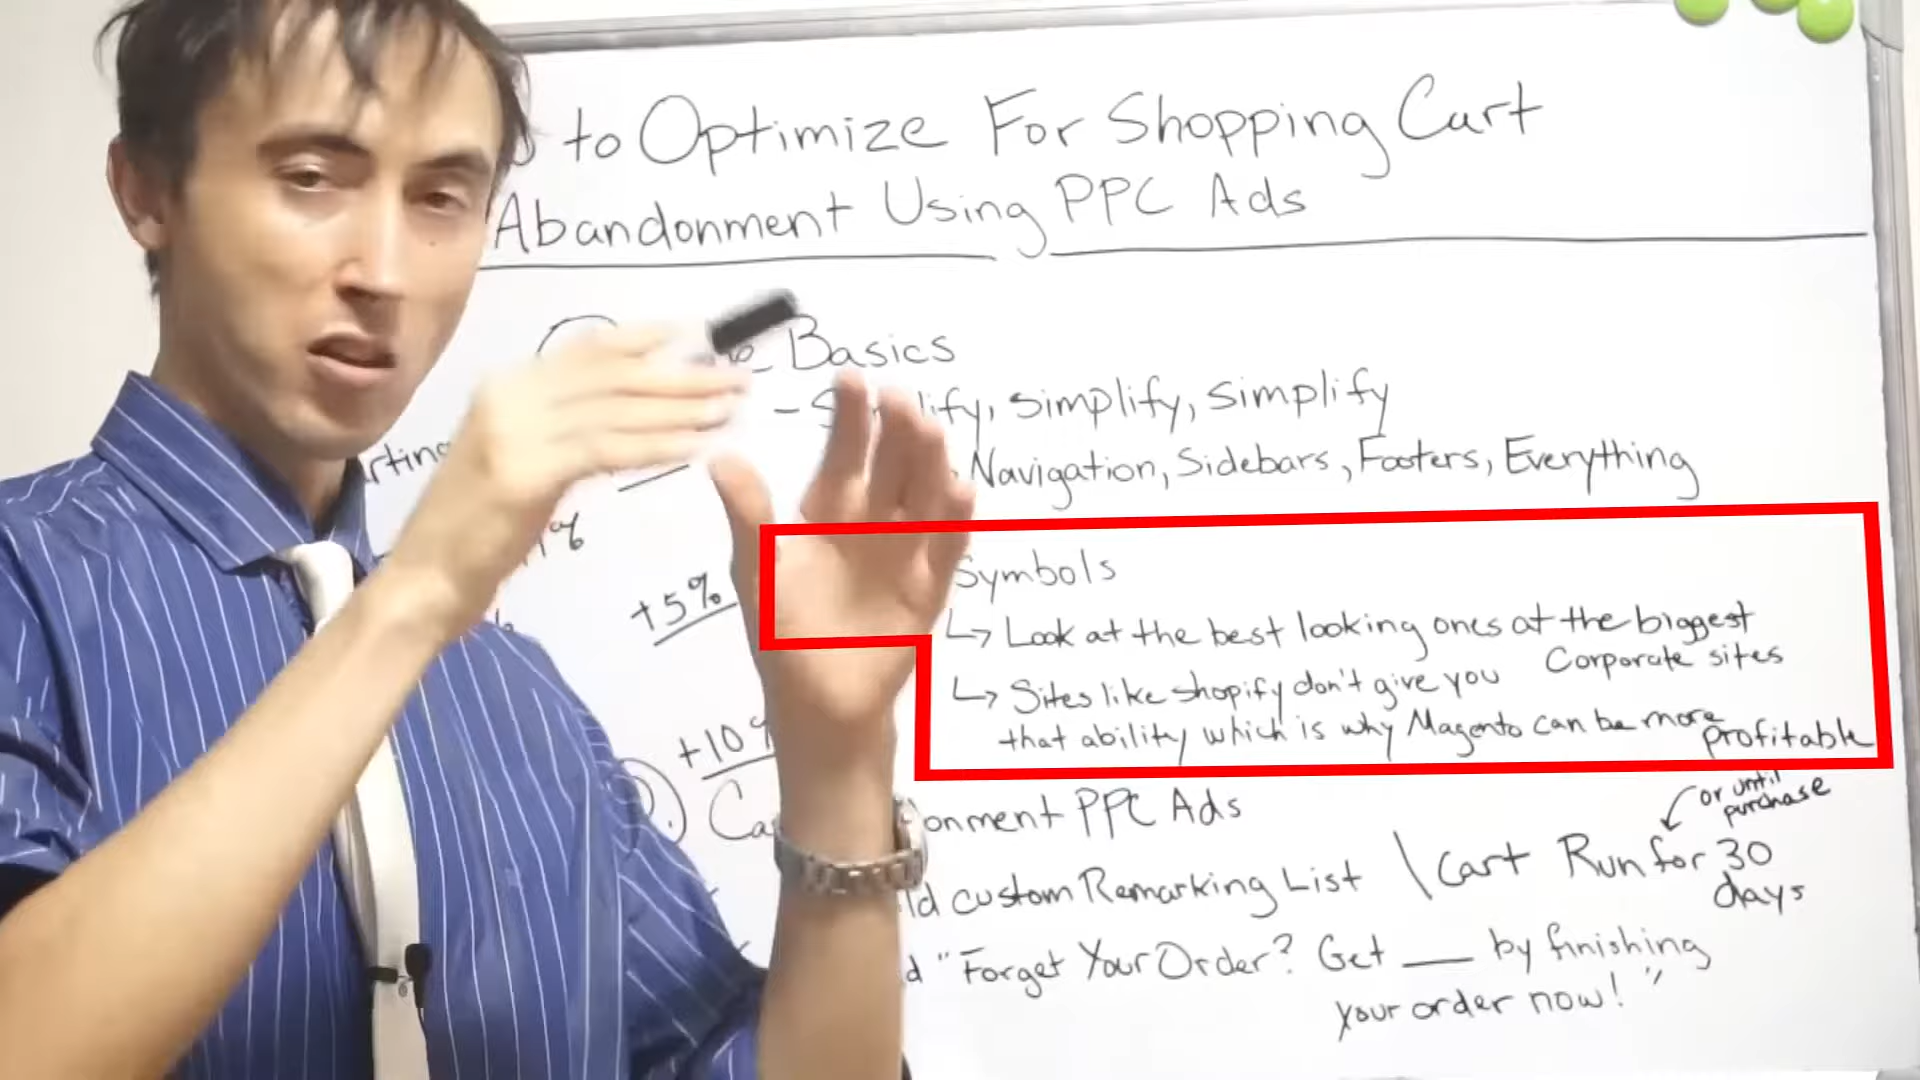 to Optimize For Shopping Cart
Abandonment Using PPC Ads
Basics
simplify, simplify
Navigation, Sidebars, Footers, Everything
+5%
Symbols
↳ Look at the best looking ones at the biggest
Corporate sites
↳ Sites like shopify don't give you
that ability which is why Magento can be more
profitable
+10%
PPC Ads
or until
purchase
custom Remarking List \ Cart Run for 30
days
"Forget Your Order? Get ___ by finishing
your order now!"